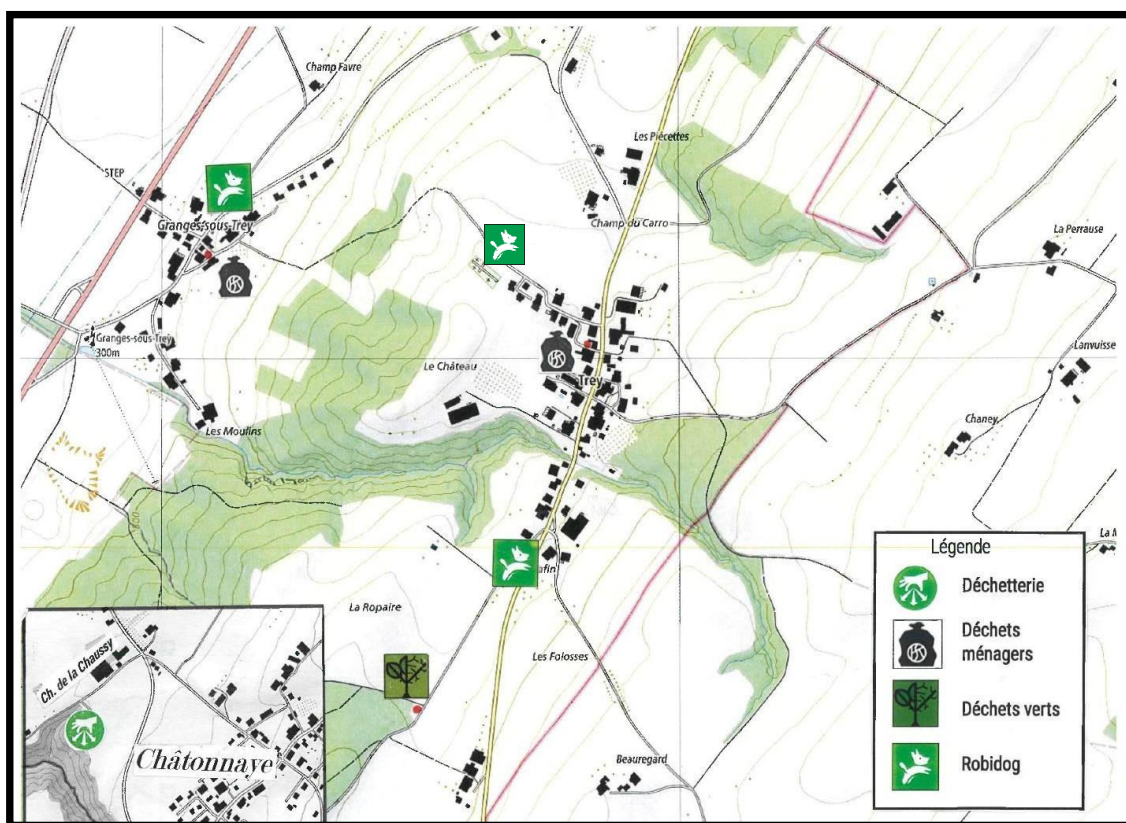 Champ Favre
Les Piécettes
STEP
Granges-sous-Trey
Champ du Carro
La Perrause
Granges-sous-Trey
300m
Le Château
Trey
Lanvuisse
Chaney
Les Moulins
La
Légende
Déchetterie
Déchets
ménagers
Déchets verts
Robidog
La Ropaire
Les Folosses
Beauregard
Ch. de la Chaussy
Châtonnaye